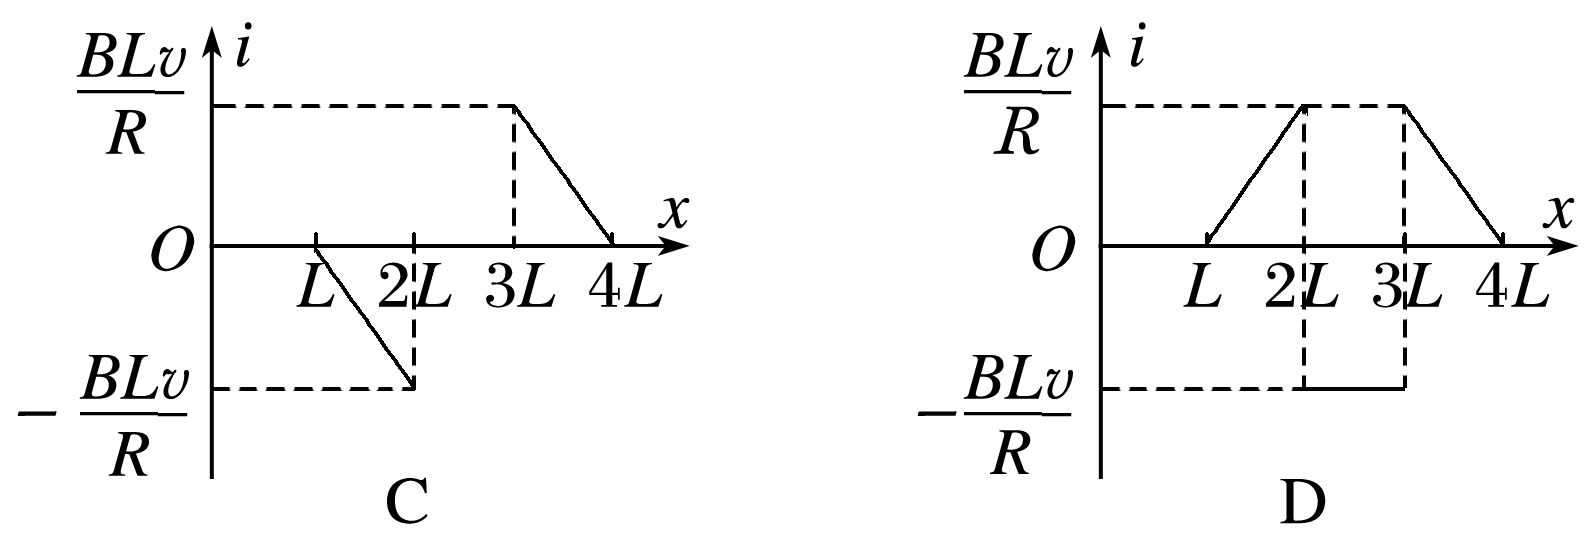 BLv/R i
O L 2L 3L 4L x
−BLv/R
C
BLv/R i
O L 2L 3L 4L x
−BLv/R
D